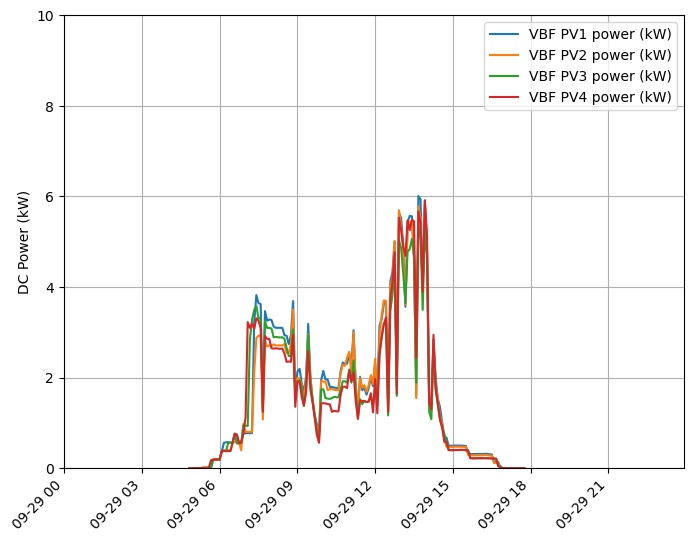 10
8
6
4
2
0
DC Power (kW)
VBF PV1 power (kW)
VBF PV2 power (kW)
VBF PV3 power (kW)
VBF PV4 power (kW)
09-29 00
09-29 03
09-29 06
09-29 09
09-29 12
09-29 15
09-29 18
09-29 21